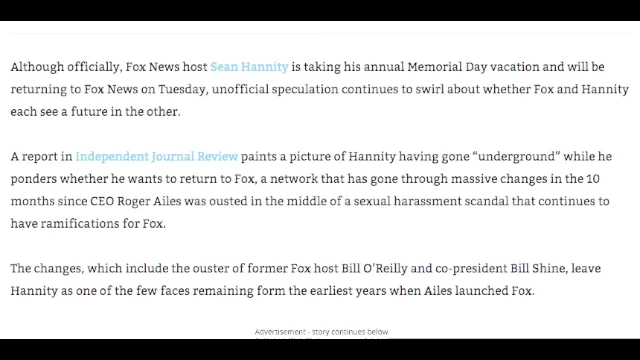 Although officially, Fox News host Sean Hannity is taking his annual Memorial Day vacation and will be
returning to Fox News on Tuesday, unofficial speculation continues to swirl about whether Fox and Hannity
each see a future in the other.
A report in Independent Journal Review paints a picture of Hannity having gone “underground” while he
ponders whether he wants to return to Fox, a network that has gone through massive changes in the 10
months since CEO Roger Ailes was ousted in the middle of a sexual harassment scandal that continues to
have ramifications for Fox.
The changes, which include the ouster of former Fox host Bill O’Reilly and co-president Bill Shine, leave
Hannity as one of the few faces remaining form the earliest years when Ailes launched Fox.
Advertisement - story continues below